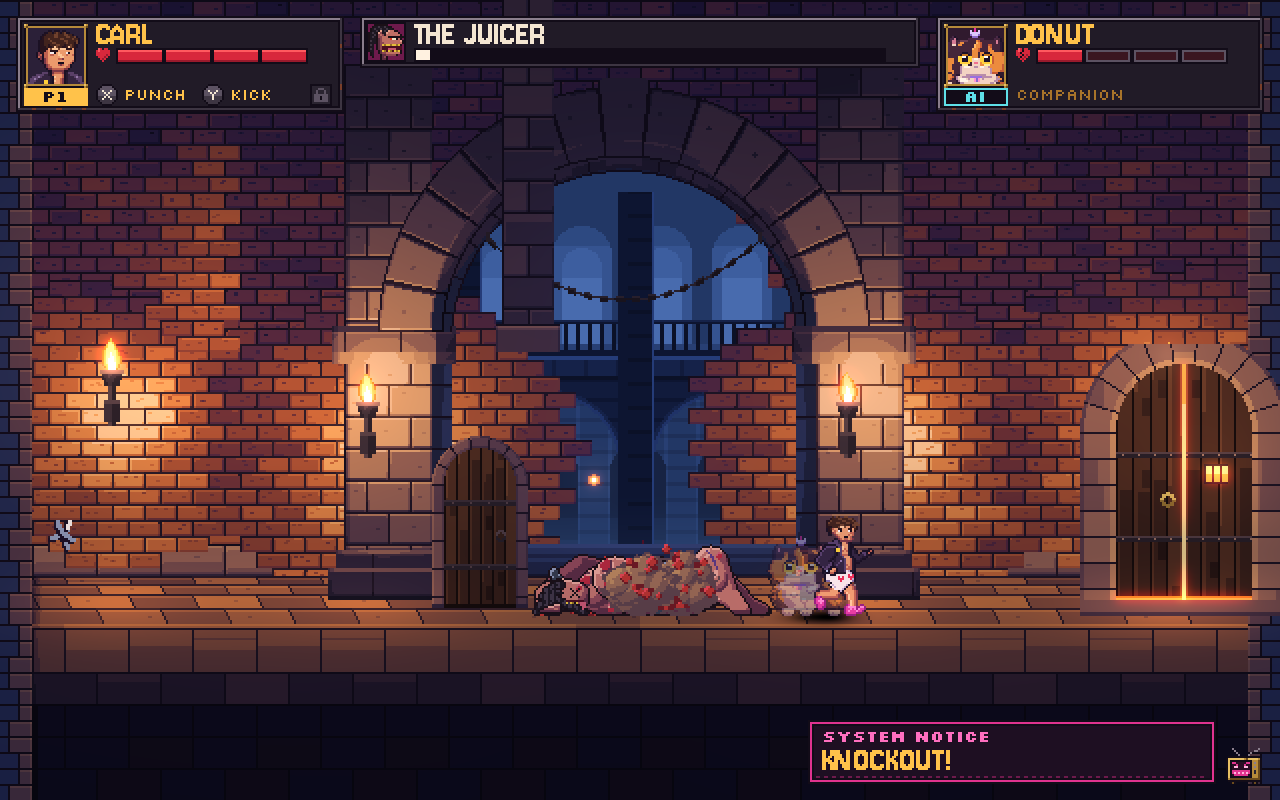 CARL
P1
X PUNCH Y KICK
THE JUICER
DONUT
AI
COMPANION
SYSTEM NOTICE
KNOCKOUT!